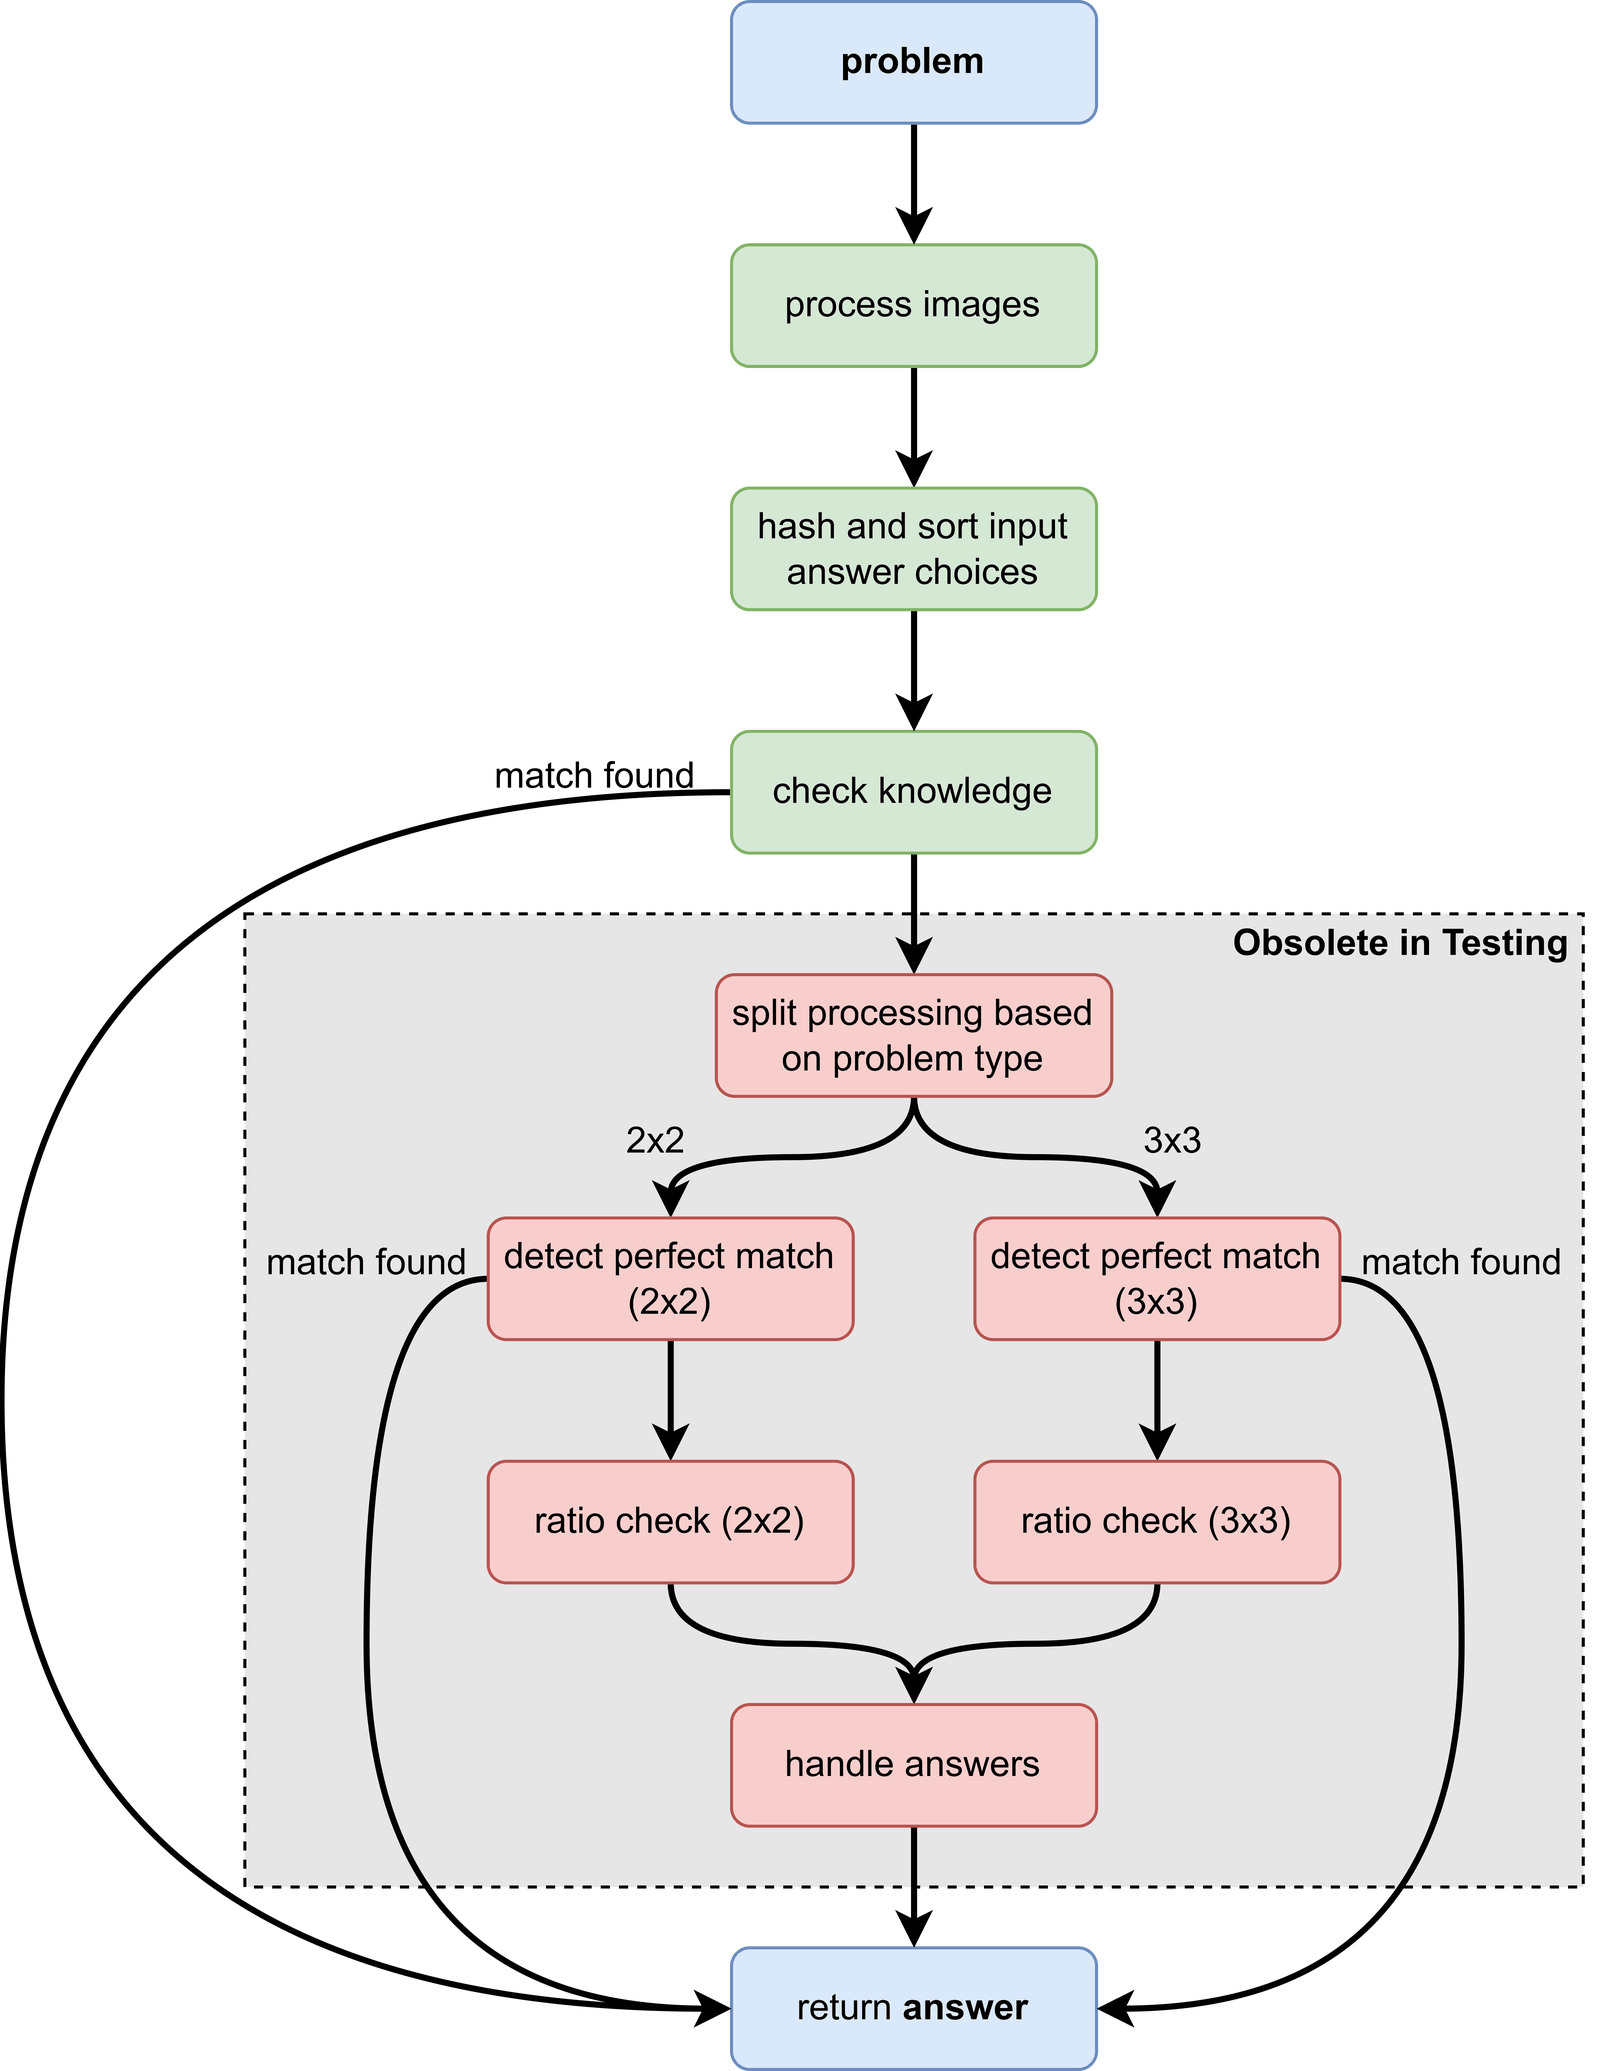 problem
process images
hash and sort input
answer choices
match found
check knowledge
Obsolete in Testing
split processing based
on problem type
2x2
3x3
match found
detect perfect match
(2x2)
detect perfect match
(3x3)
match found
ratio check (2x2)
ratio check (3x3)
handle answers
return answer